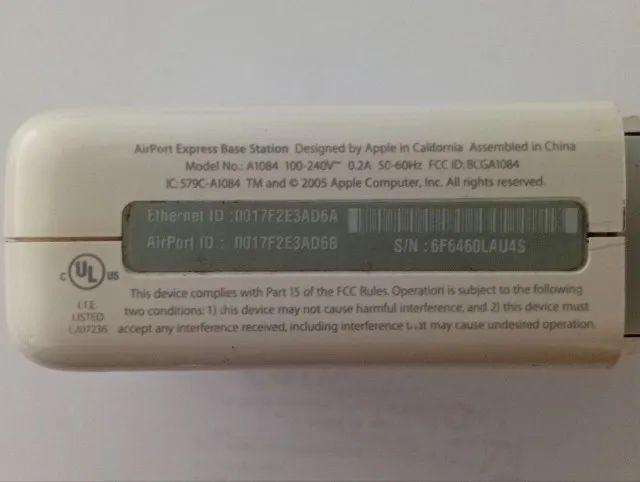 AirPort Express Base Station Designed by Apple in California Assembled in China
Model No.: A1084 100-240V~ 0.2A 50-60Hz FCC ID: BCGA1084
IC: 579C-A1084 TM and © 2005 Apple Computer, Inc. All rights reserved.
Ethernet ID : 0017F2E3AD6A
AirPort ID : 0017F2E3AD6B S/N : 6F6460LAU4S
c UL US
I.T.E.
LISTED
E207236
This device complies with Part 15 of the FCC Rules. Operation is subject to the following
two conditions: 1) this device may not cause harmful interference, and 2) this device must
accept any interference received, including interference that may cause undesired operation.